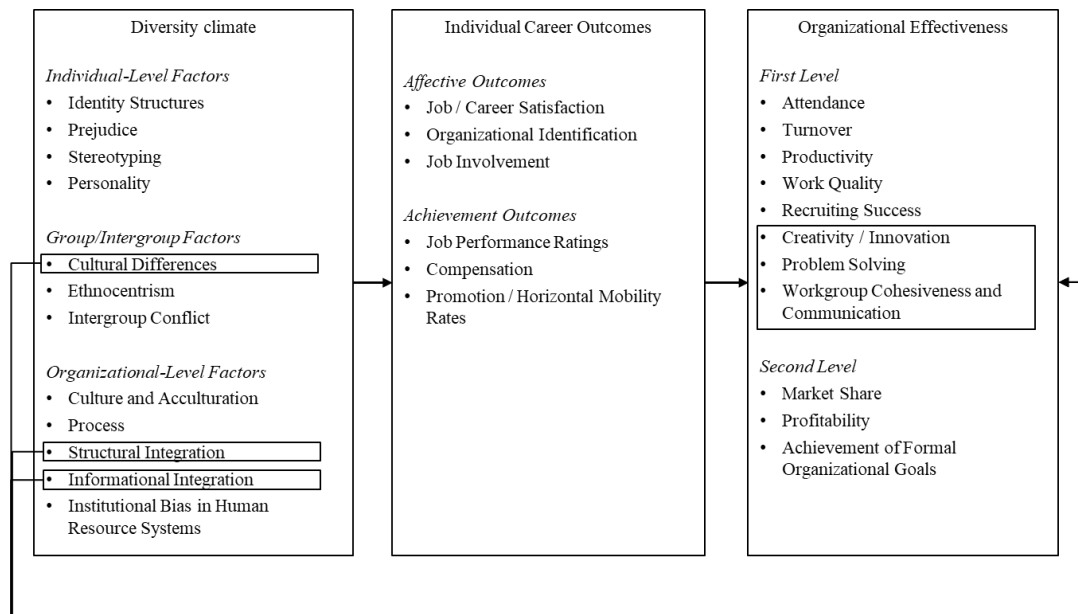 Diversity climate
Individual-Level Factors
• Identity Structures
• Prejudice
• Stereotyping
• Personality
Group/Intergroup Factors
• Cultural Differences
• Ethnocentrism
• Intergroup Conflict
Organizational-Level Factors
• Culture and Acculturation
• Process
• Structural Integration
• Informational Integration
• Institutional Bias in Human
Resource Systems
Individual Career Outcomes
Affective Outcomes
• Job / Career Satisfaction
• Organizational Identification
• Job Involvement
Achievement Outcomes
• Job Performance Ratings
• Compensation
• Promotion / Horizontal Mobility
Rates
Organizational Effectiveness
First Level
• Attendance
• Turnover
• Productivity
• Work Quality
• Recruiting Success
• Creativity / Innovation
• Problem Solving
• Workgroup Cohesiveness and
Communication
Second Level
• Market Share
• Profitability
• Achievement of Formal
Organizational Goals